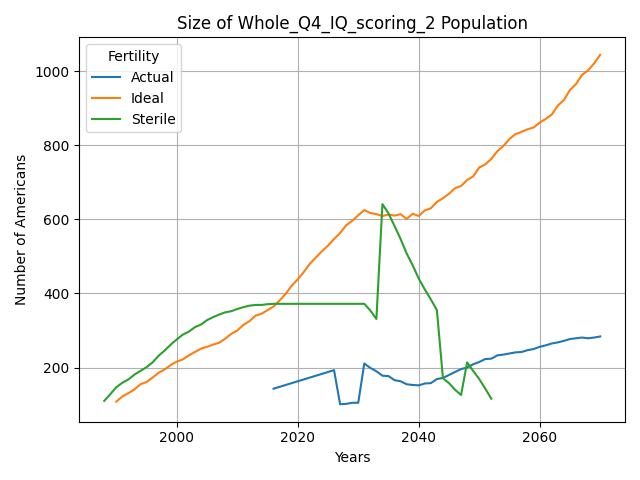 Size of Whole_Q4_IQ_scoring_2 Population
Fertility
Actual
Ideal
Sterile
Number of Americans
1000
800
600
400
200
2000
2020
2040
2060
Years